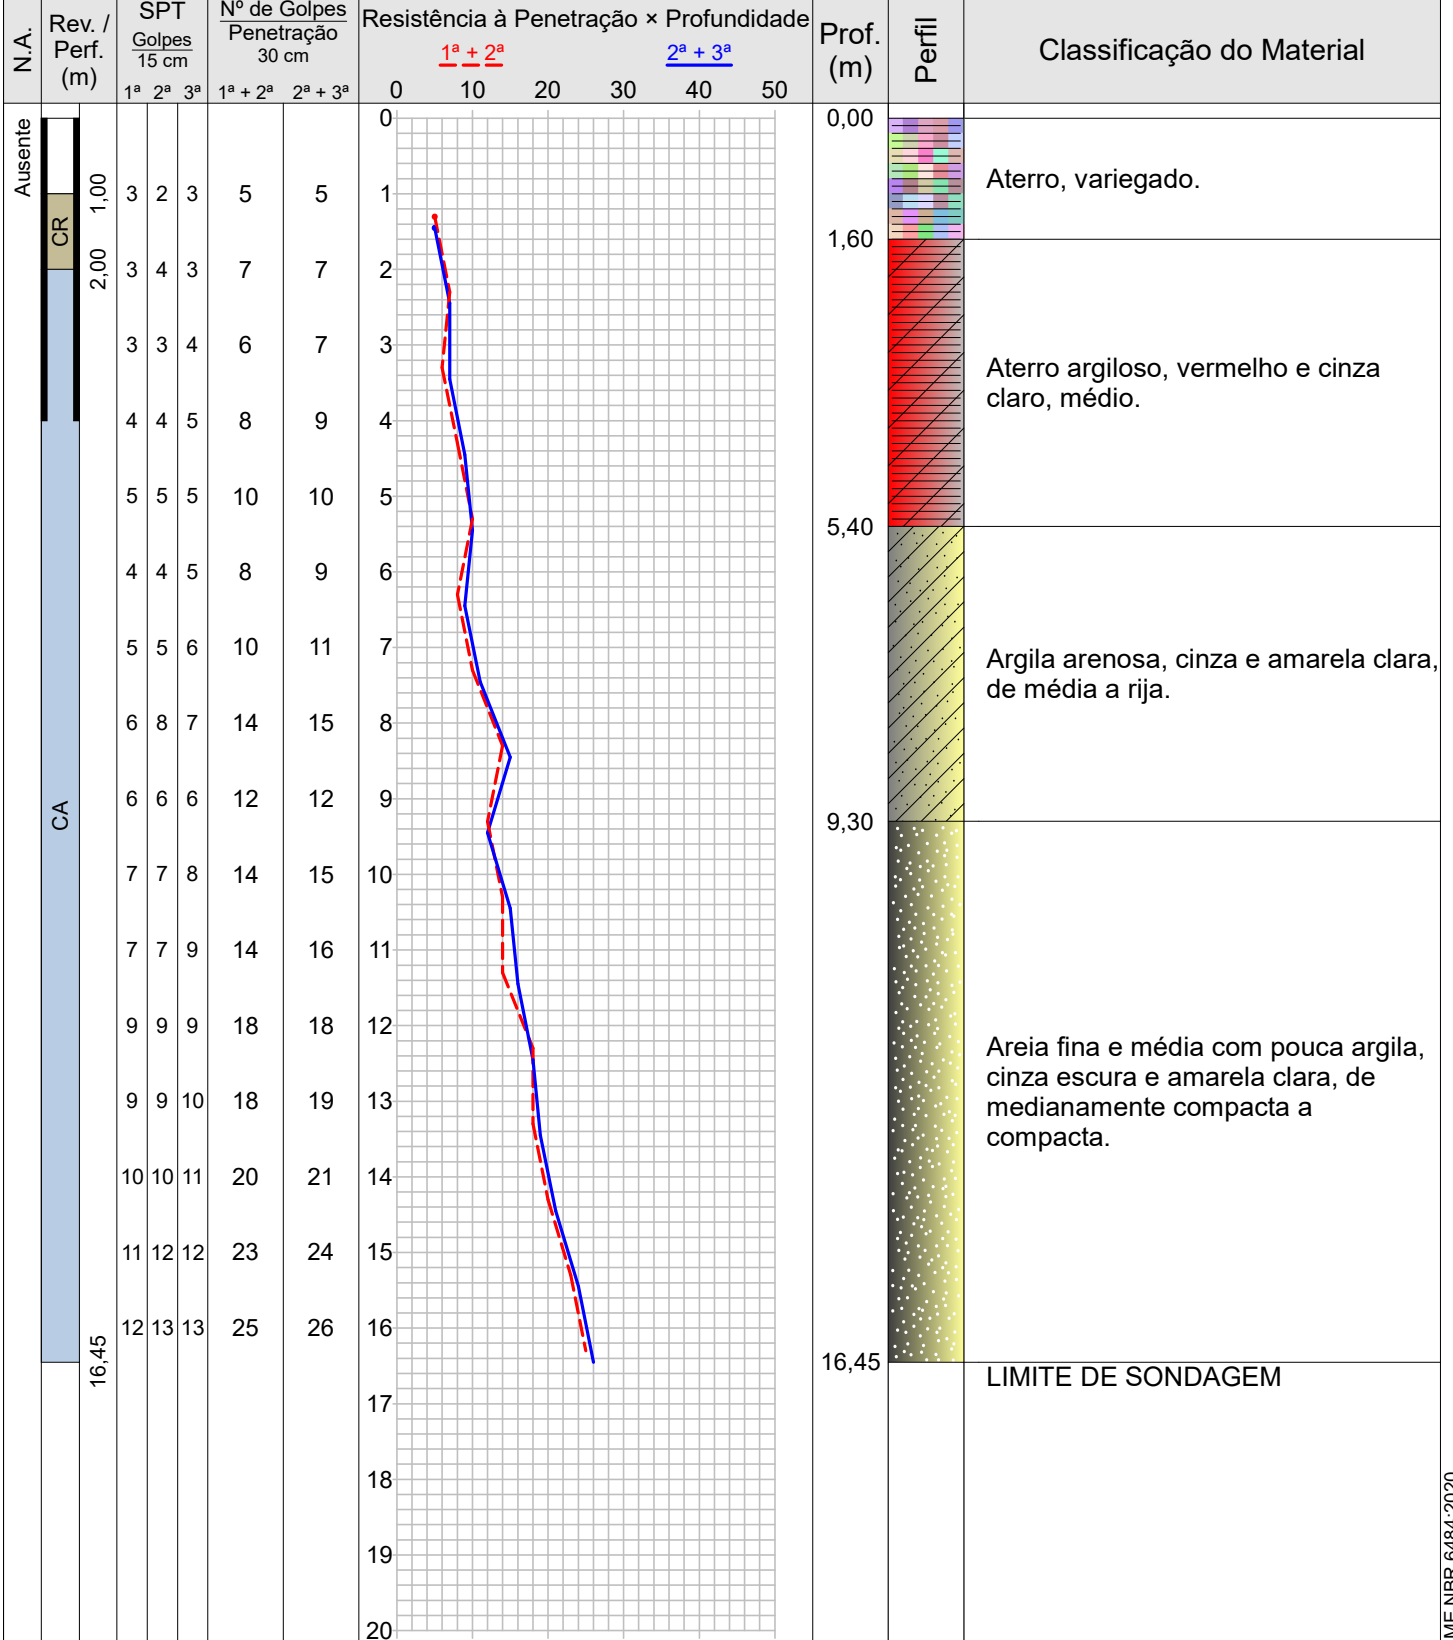 N.A.
Rev. /
Perf.
(m)
SPT
Golpes
15 cm
1ª 2ª 3ª
Nº de Golpes
Penetração
30 cm
1ª + 2ª 2ª + 3ª
Resistência à Penetração × Profundidade
1ª + 2ª 2ª + 3ª
0 10 20 30 40 50
Prof.
(m)
Perfil
Classificação do Material
Ausente
CR
CA
1,00
2,00
16,45
3 2 3 5 5
3 4 3 7 7
3 3 4 6 7
4 4 5 8 9
5 5 5 10 10
4 4 5 8 9
5 5 6 10 11
6 8 7 14 15
6 6 6 12 12
7 7 8 14 15
7 7 9 14 16
9 9 9 18 18
9 9 10 18 19
10 10 11 20 21
11 12 12 23 24
12 13 13 25 26
0
1
2
3
4
5
6
7
8
9
10
11
12
13
14
15
16
17
18
19
20
0,00
Aterro, variegado.
1,60
Aterro argiloso, vermelho e cinza
claro, médio.
5,40
Argila arenosa, cinza e amarela clara,
de média a rija.
9,30
Areia fina e média com pouca argila,
cinza escura e amarela clara, de
medianamente compacta a
compacta.
16,45
LIMITE DE SONDAGEM
ME NBR 6484:2020